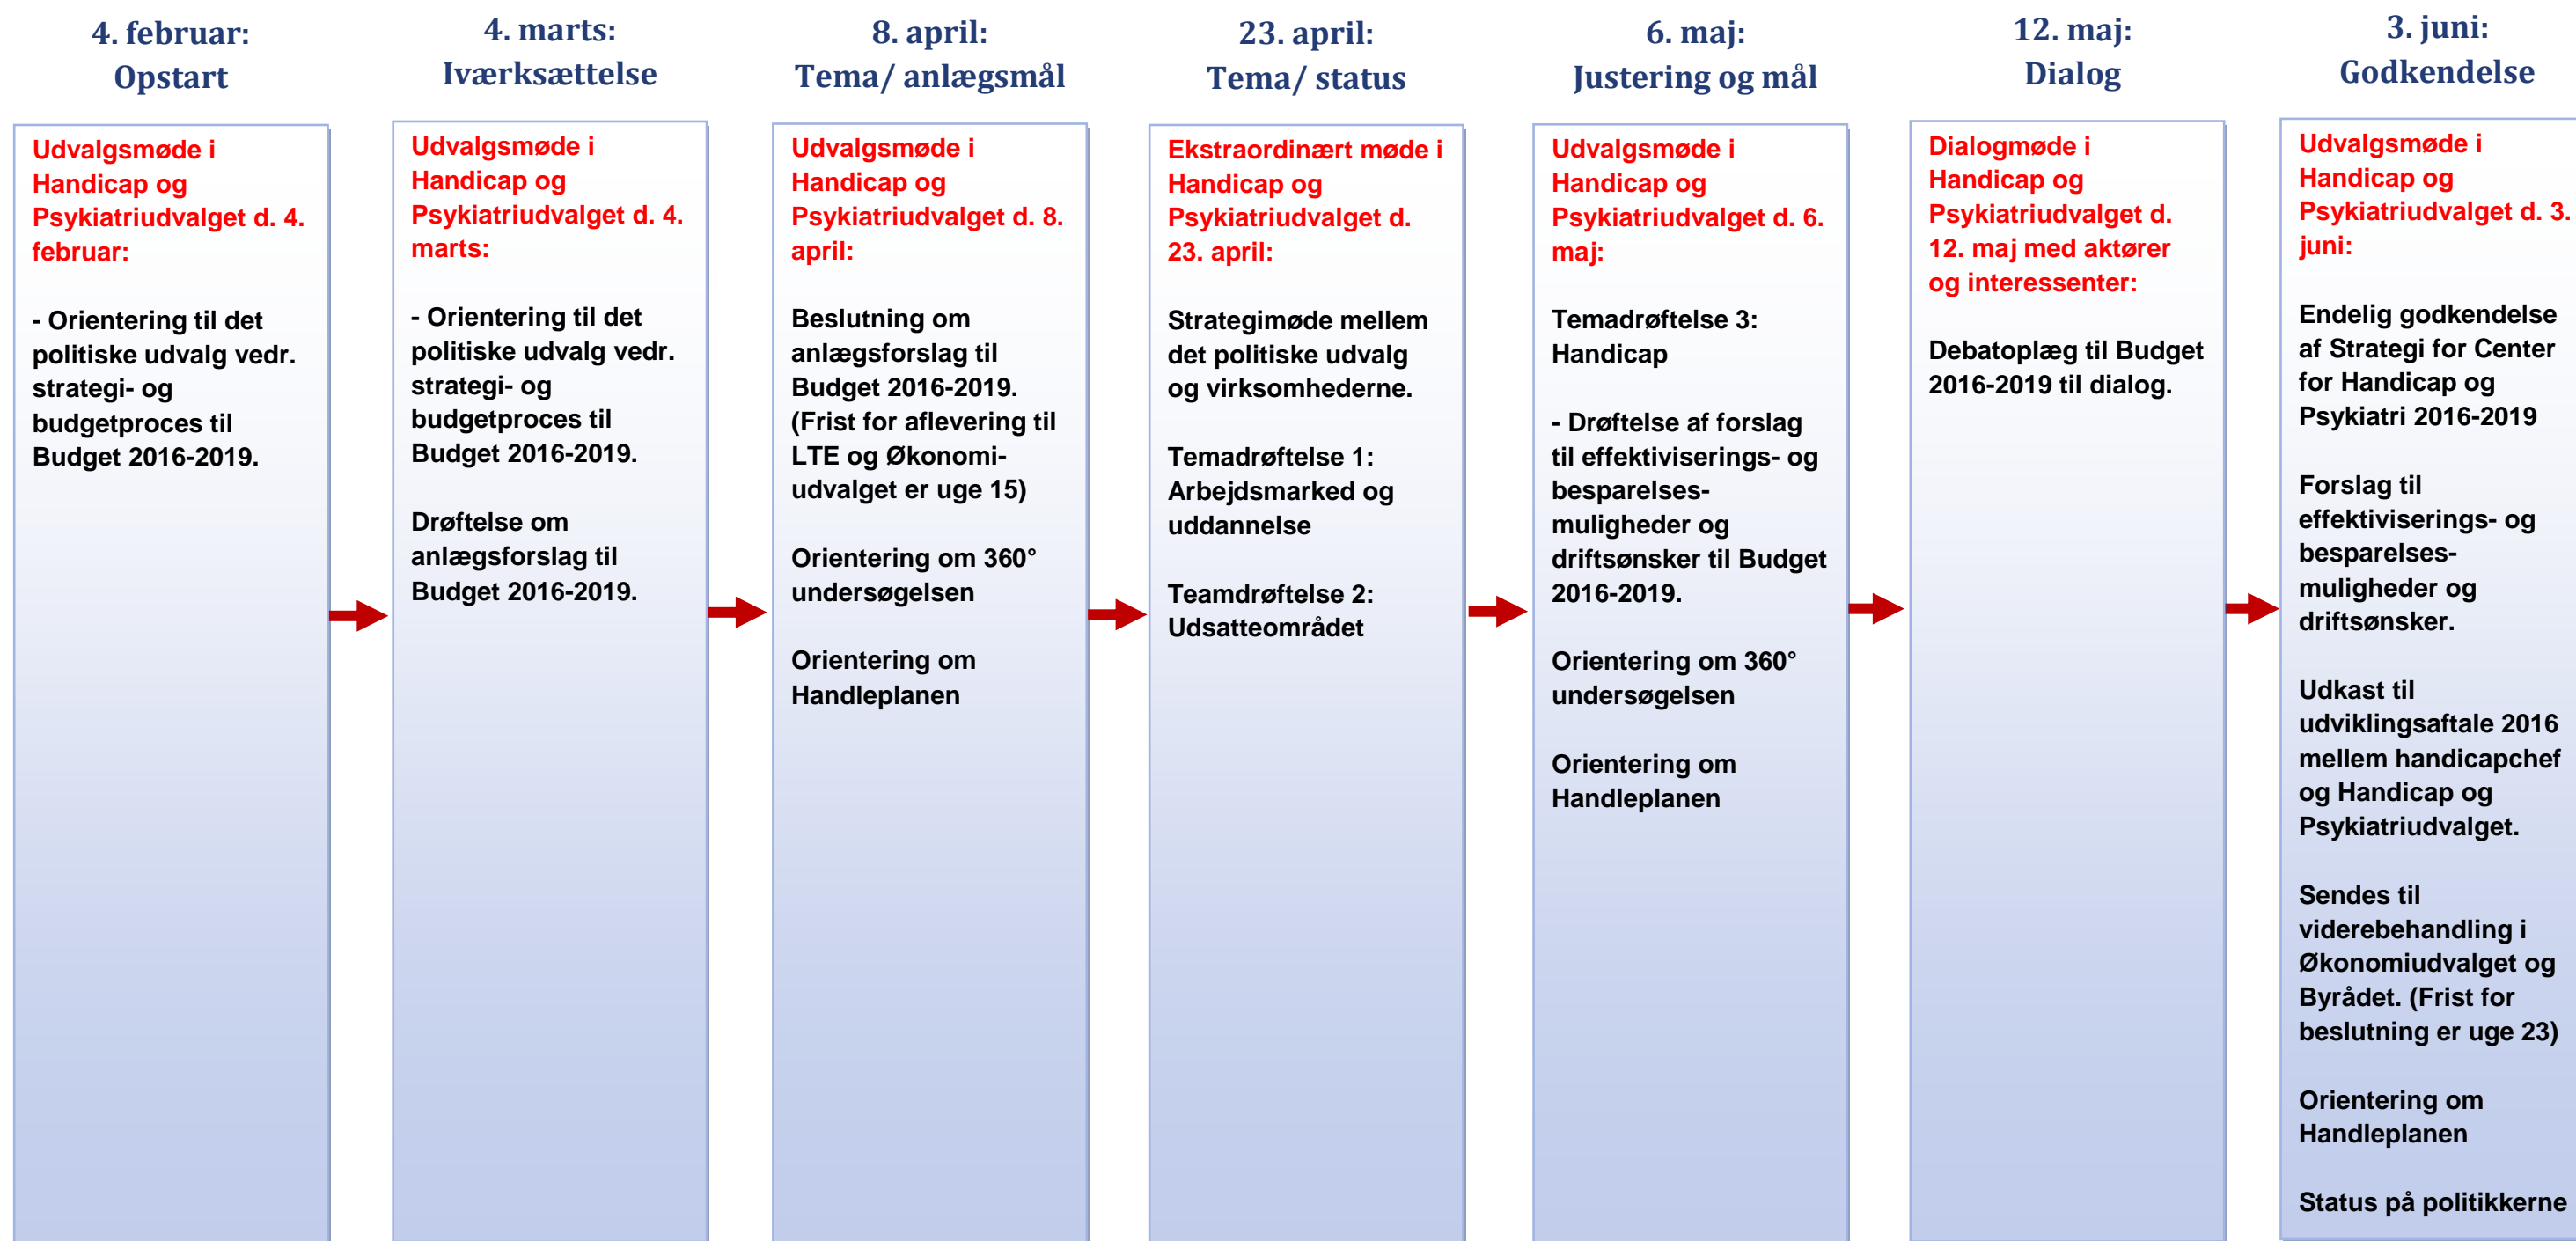 4. februar:
Opstart
Udvalgsmøde i
Handicap og
Psykiatriudvalget d. 4.
februar:
- Orientering til det
politiske udvalg vedr.
strategi- og
budgetproces til
Budget 2016-2019.
4. marts:
Iværksættelse
Udvalgsmøde i
Handicap og
Psykiatriudvalget d. 4.
marts:
- Orientering til det
politiske udvalg vedr.
strategi- og
budgetproces til
Budget 2016-2019.
Drøftelse om
anlægsforslag til
Budget 2016-2019.
8. april:
Tema/ anlægsmål
Udvalgsmøde i
Handicap og
Psykiatriudvalget d. 8.
april:
Beslutning om
anlægsforslag til
Budget 2016-2019.
(Frist for aflevering til
LTE og Økonomi-
udvalget er uge 15)
Orientering om 360°
undersøgelsen
Orientering om
Handleplanen
23. april:
Tema/ status
Ekstraordinært møde i
Handicap og
Psykiatriudvalget d.
23. april:
Strategimøde mellem
det politiske udvalg
og virksomhederne.
Temadrøftelse 1:
Arbejdsmarked og
uddannelse
Teamdrøftelse 2:
Udsatteområdet
6. maj:
Justering og mål
Udvalgsmøde i
Handicap og
Psykiatriudvalget d. 6.
maj:
Temadrøftelse 3:
Handicap
- Drøftelse af forslag
til effektiviserings- og
besparelses-
muligheder og
driftsønsker til Budget
2016-2019.
Orientering om 360°
undersøgelsen
Orientering om
Handleplanen
12. maj:
Dialog
Dialogmøde i
Handicap og
Psykiatriudvalget d.
12. maj med aktører
og interessenter:
Debatoplæg til Budget
2016-2019 til dialog.
3. juni:
Godkendelse
Udvalgsmøde i
Handicap og
Psykiatriudvalget d. 3.
juni:
Endelig godkendelse
af Strategi for Center
for Handicap og
Psykiatri 2016-2019
Forslag til
effektiviserings- og
besparelses-
muligheder og
driftsønsker.
Udkast til
udviklingsaftale 2016
mellem handicapchef
og Handicap og
Psykiatriudvalget.
Sendes til
viderebehandling i
Økonomiudvalget og
Byrådet. (Frist for
beslutning er uge 23)
Orientering om
Handleplanen
Status på politikkerne